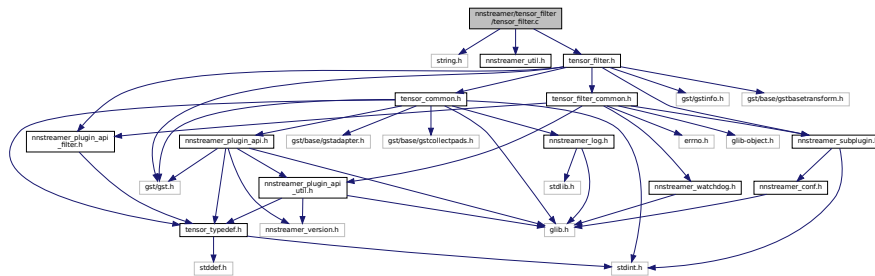 nnstreamer/tensor_filter
/tensor_filter.c
string.h
nnstreamer_util.h
tensor_filter.h
tensor_common.h
tensor_filter_common.h
gst/gstinfo.h
gst/base/gstbasetransform.h
nnstreamer_plugin_api
_filter.h
nnstreamer_plugin_api.h
gst/base/gstadapter.h
gst/base/gstcollectpads.h
nnstreamer_log.h
errno.h
glib-object.h
nnstreamer_subplugin.h
gst/gst.h
nnstreamer_plugin_api
_util.h
stdlib.h
nnstreamer_watchdog.h
nnstreamer_conf.h
tensor_typedef.h
nnstreamer_version.h
glib.h
stddef.h
stdint.h